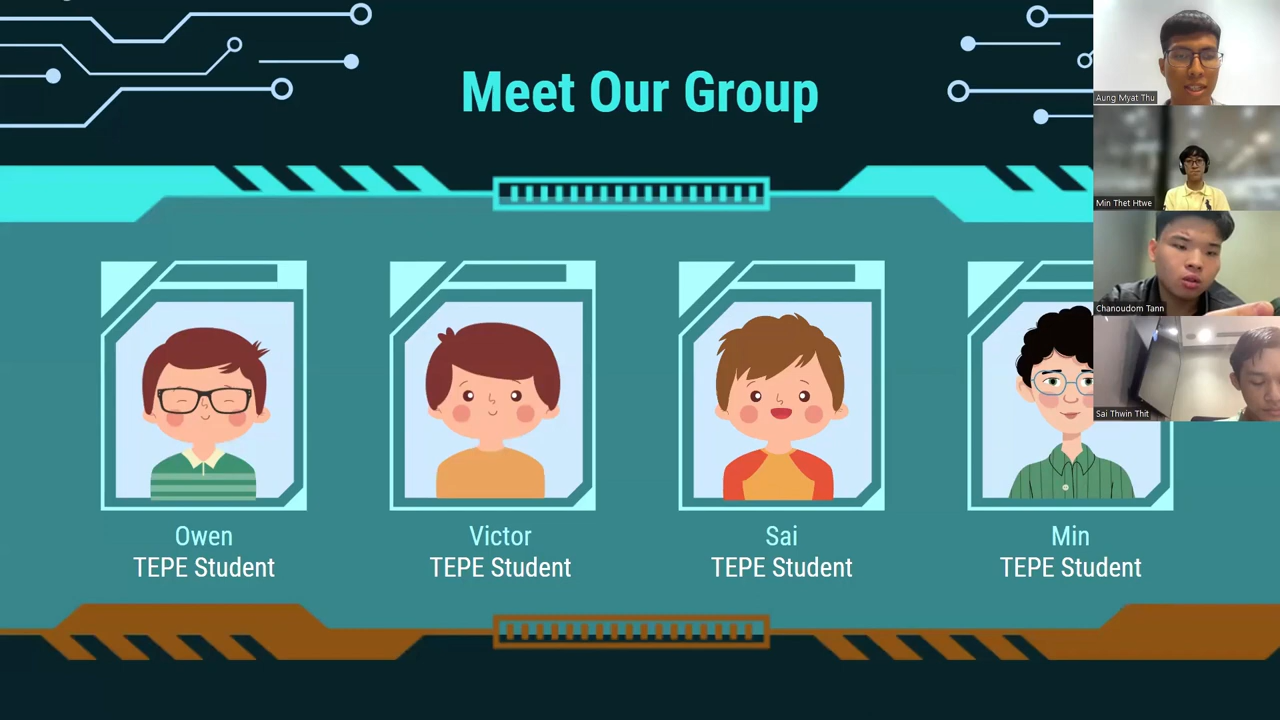 Meet Our Group
Aung Myat Thu
Min Thet Htwe
Chanoudom Tann
Sai Thwin Thit
Owen
TEPE Student
Victor
TEPE Student
Sai
TEPE Student
Min
TEPE Student